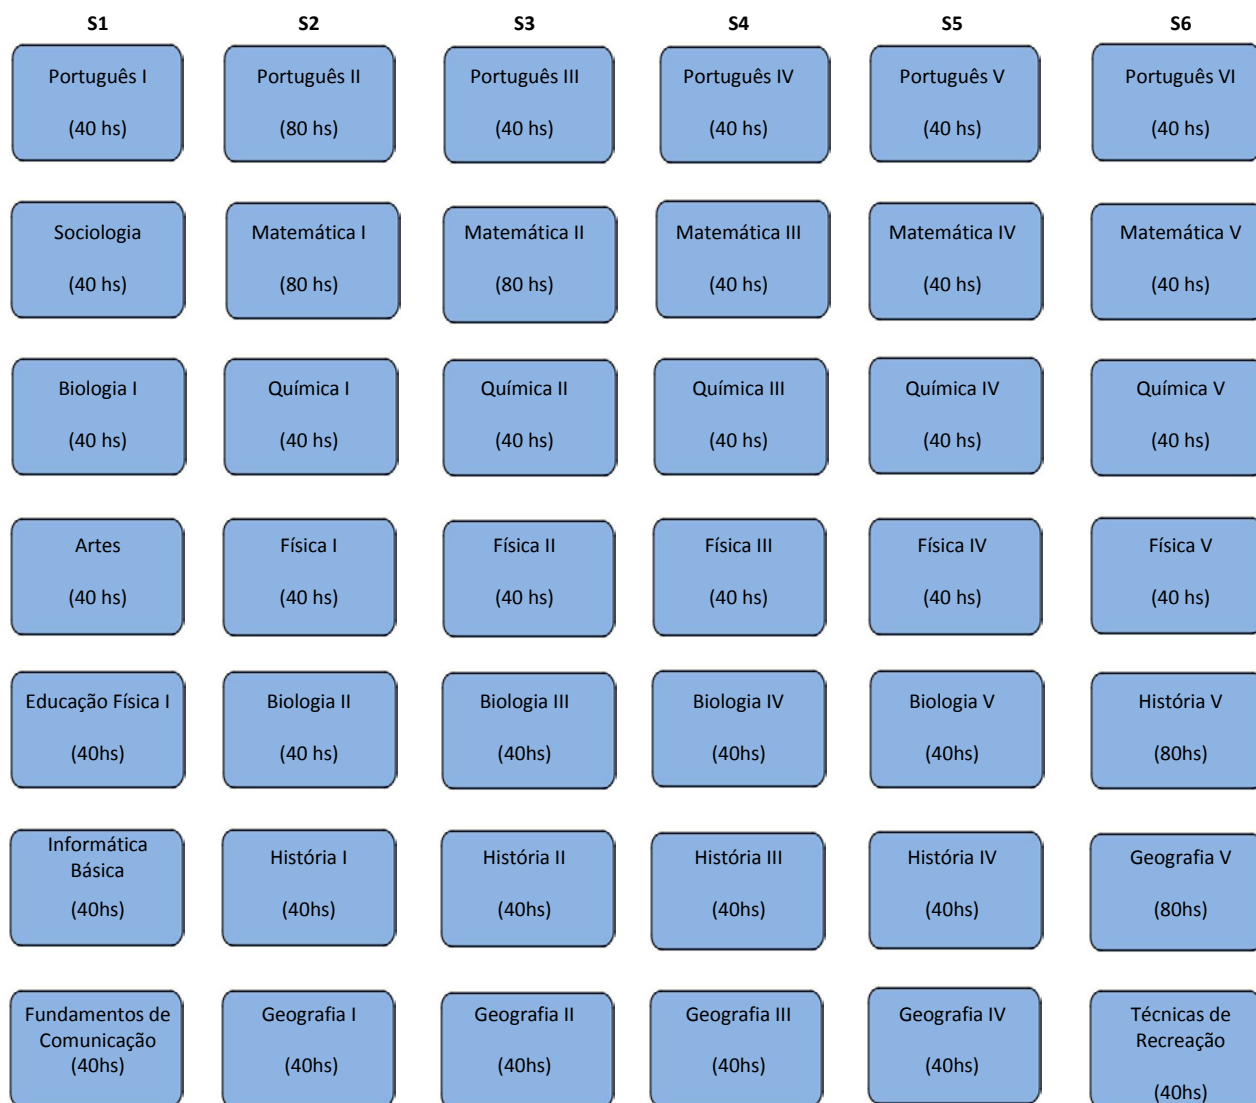 S1 S2 S3 S4 S5 S6
Português I Português II Português III Português IV Português V Português VI
(40 hs) (80 hs) (40 hs) (40 hs) (40 hs) (40 hs)
Sociologia Matemática I Matemática II Matemática III Matemática IV Matemática V
(40 hs) (80 hs) (80 hs) (40 hs) (40 hs) (40 hs)
Biologia I Química I Química II Química III Química IV Química V
(40 hs) (40 hs) (40 hs) (40 hs) (40 hs) (40 hs)
Artes Física I Física II Física III Física IV Física V
(40 hs) (40 hs) (40 hs) (40 hs) (40 hs) (40 hs)
Educação Física I Biologia II Biologia III Biologia IV Biologia V História V
(40hs) (40 hs) (40hs) (40hs) (40hs) (80hs)
Informática
Básica História I História II História III História IV Geografia V
(40hs) (40hs) (40hs) (40hs) (40hs) (80hs)
Fundamentos de Geografia I Geografia II Geografia III Geografia IV Técnicas de
Comunicação Recreação
(40hs) (40hs) (40hs) (40hs) (40hs)
(40hs)